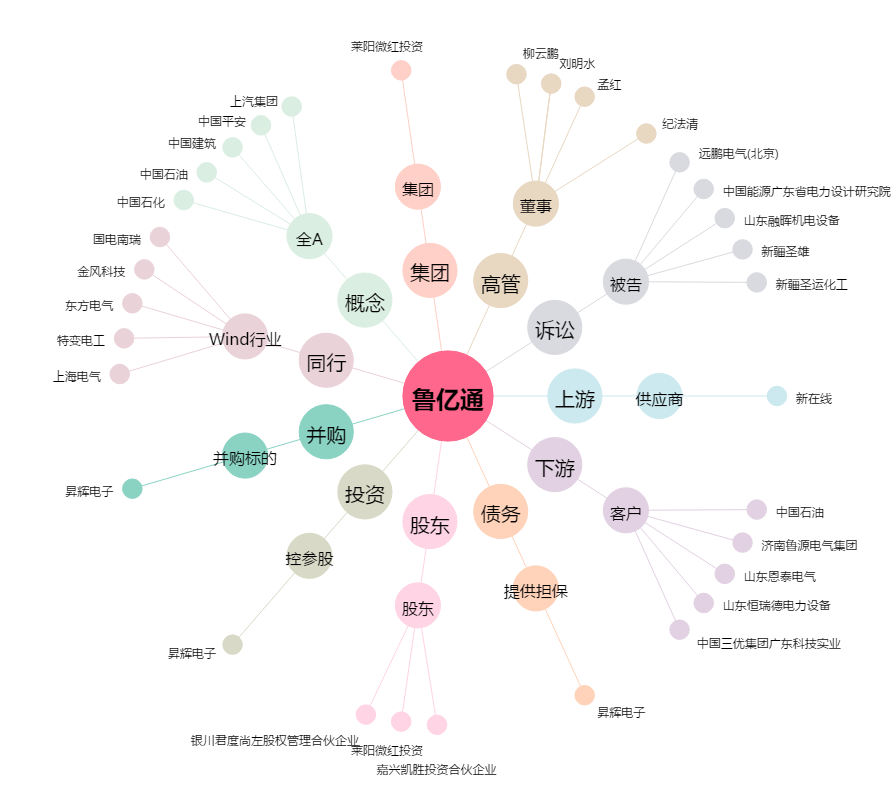 莱阳微红投资
柳云鹏
刘明水
孟红
纪法清
上汽集团
中国平安
中国建筑
中国石油
中国石化
远鹏电气(北京)
中国能源广东省电力设计研究院
山东融晖机电设备
新疆圣雄
新疆圣运化工
集团
董事
全A
国电南瑞
金风科技
东方电气
特变电工
上海电气
集团
高管
被告
概念
诉讼
Wind行业
同行
鲁亿通
上游
供应商
新在线
并购
并购标的
昇辉电子
下游
投资
股东
债务
客户
中国石油
济南鲁源电气集团
山东恩泰电气
山东恒瑞德电力设备
中国三优集团广东科技实业
控参股
提供担保
股东
昇辉电子
昇辉电子
银川君度尚左股权管理合伙企业
莱阳微红投资
嘉兴凯胜投资合伙企业